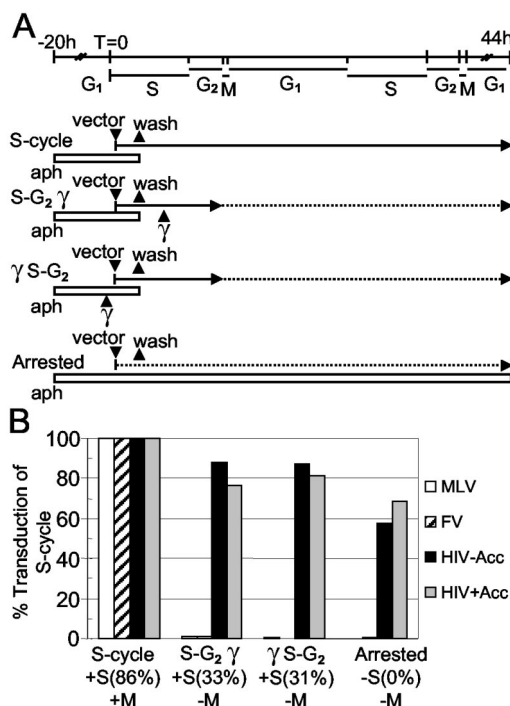 A
-20h T=0 44h
G₁ S G₂ M G₁ S G₂ M G₁
S-cycle vector wash
aph
S-G₂ γ vector wash
aph γ
γ S-G₂ vector wash
aph γ
Arrested vector wash
aph
B
% Transduction of S-cycle
100
80
60
40
20
0
MLV
FV
HIV-Acc
HIV+Acc
S-cycle S-G₂ γ γ S-G₂ Arrested
+S(86%) +S(33%) +S(31%) -S(0%)
+M -M -M -M